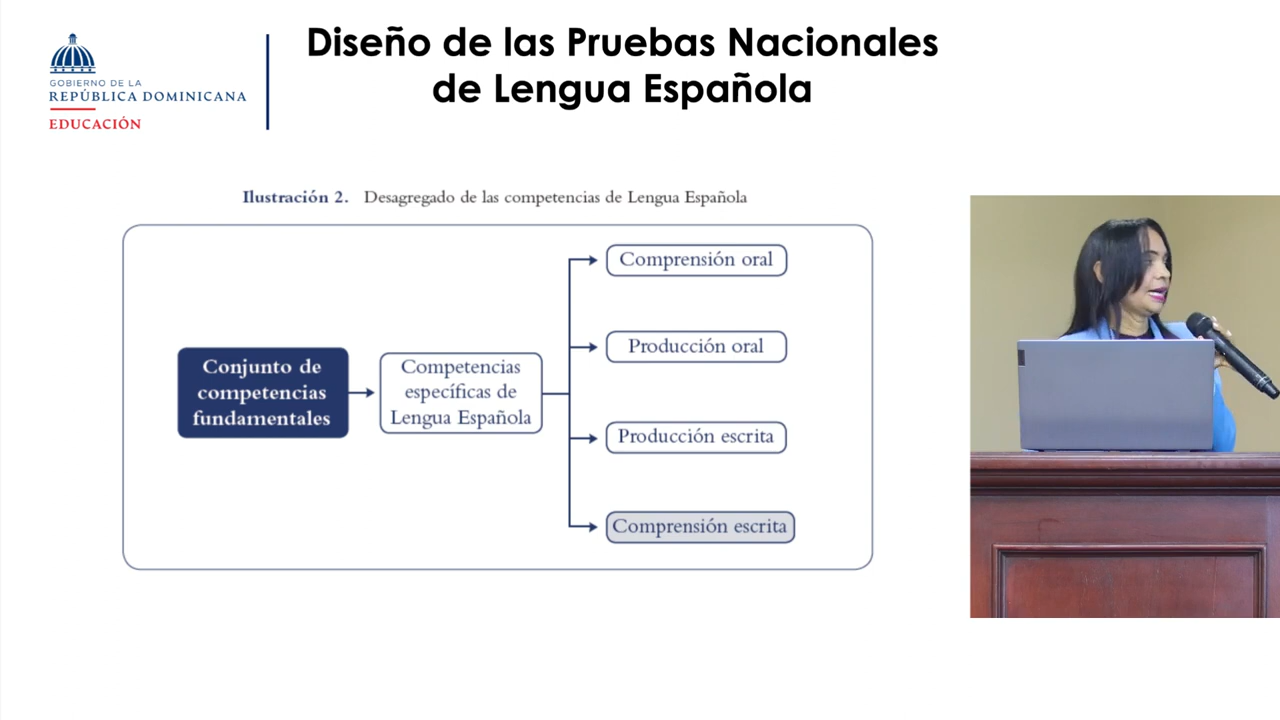 GOBIERNO DE LA
REPÚBLICA DOMINICANA
EDUCACIÓN
Diseño de las Pruebas Nacionales
de Lengua Española
Ilustración 2. Desagregado de las competencias de Lengua Española
Conjunto de
competencias
fundamentales
Competencias
específicas de
Lengua Española
Comprensión oral
Producción oral
Producción escrita
Comprensión escrita